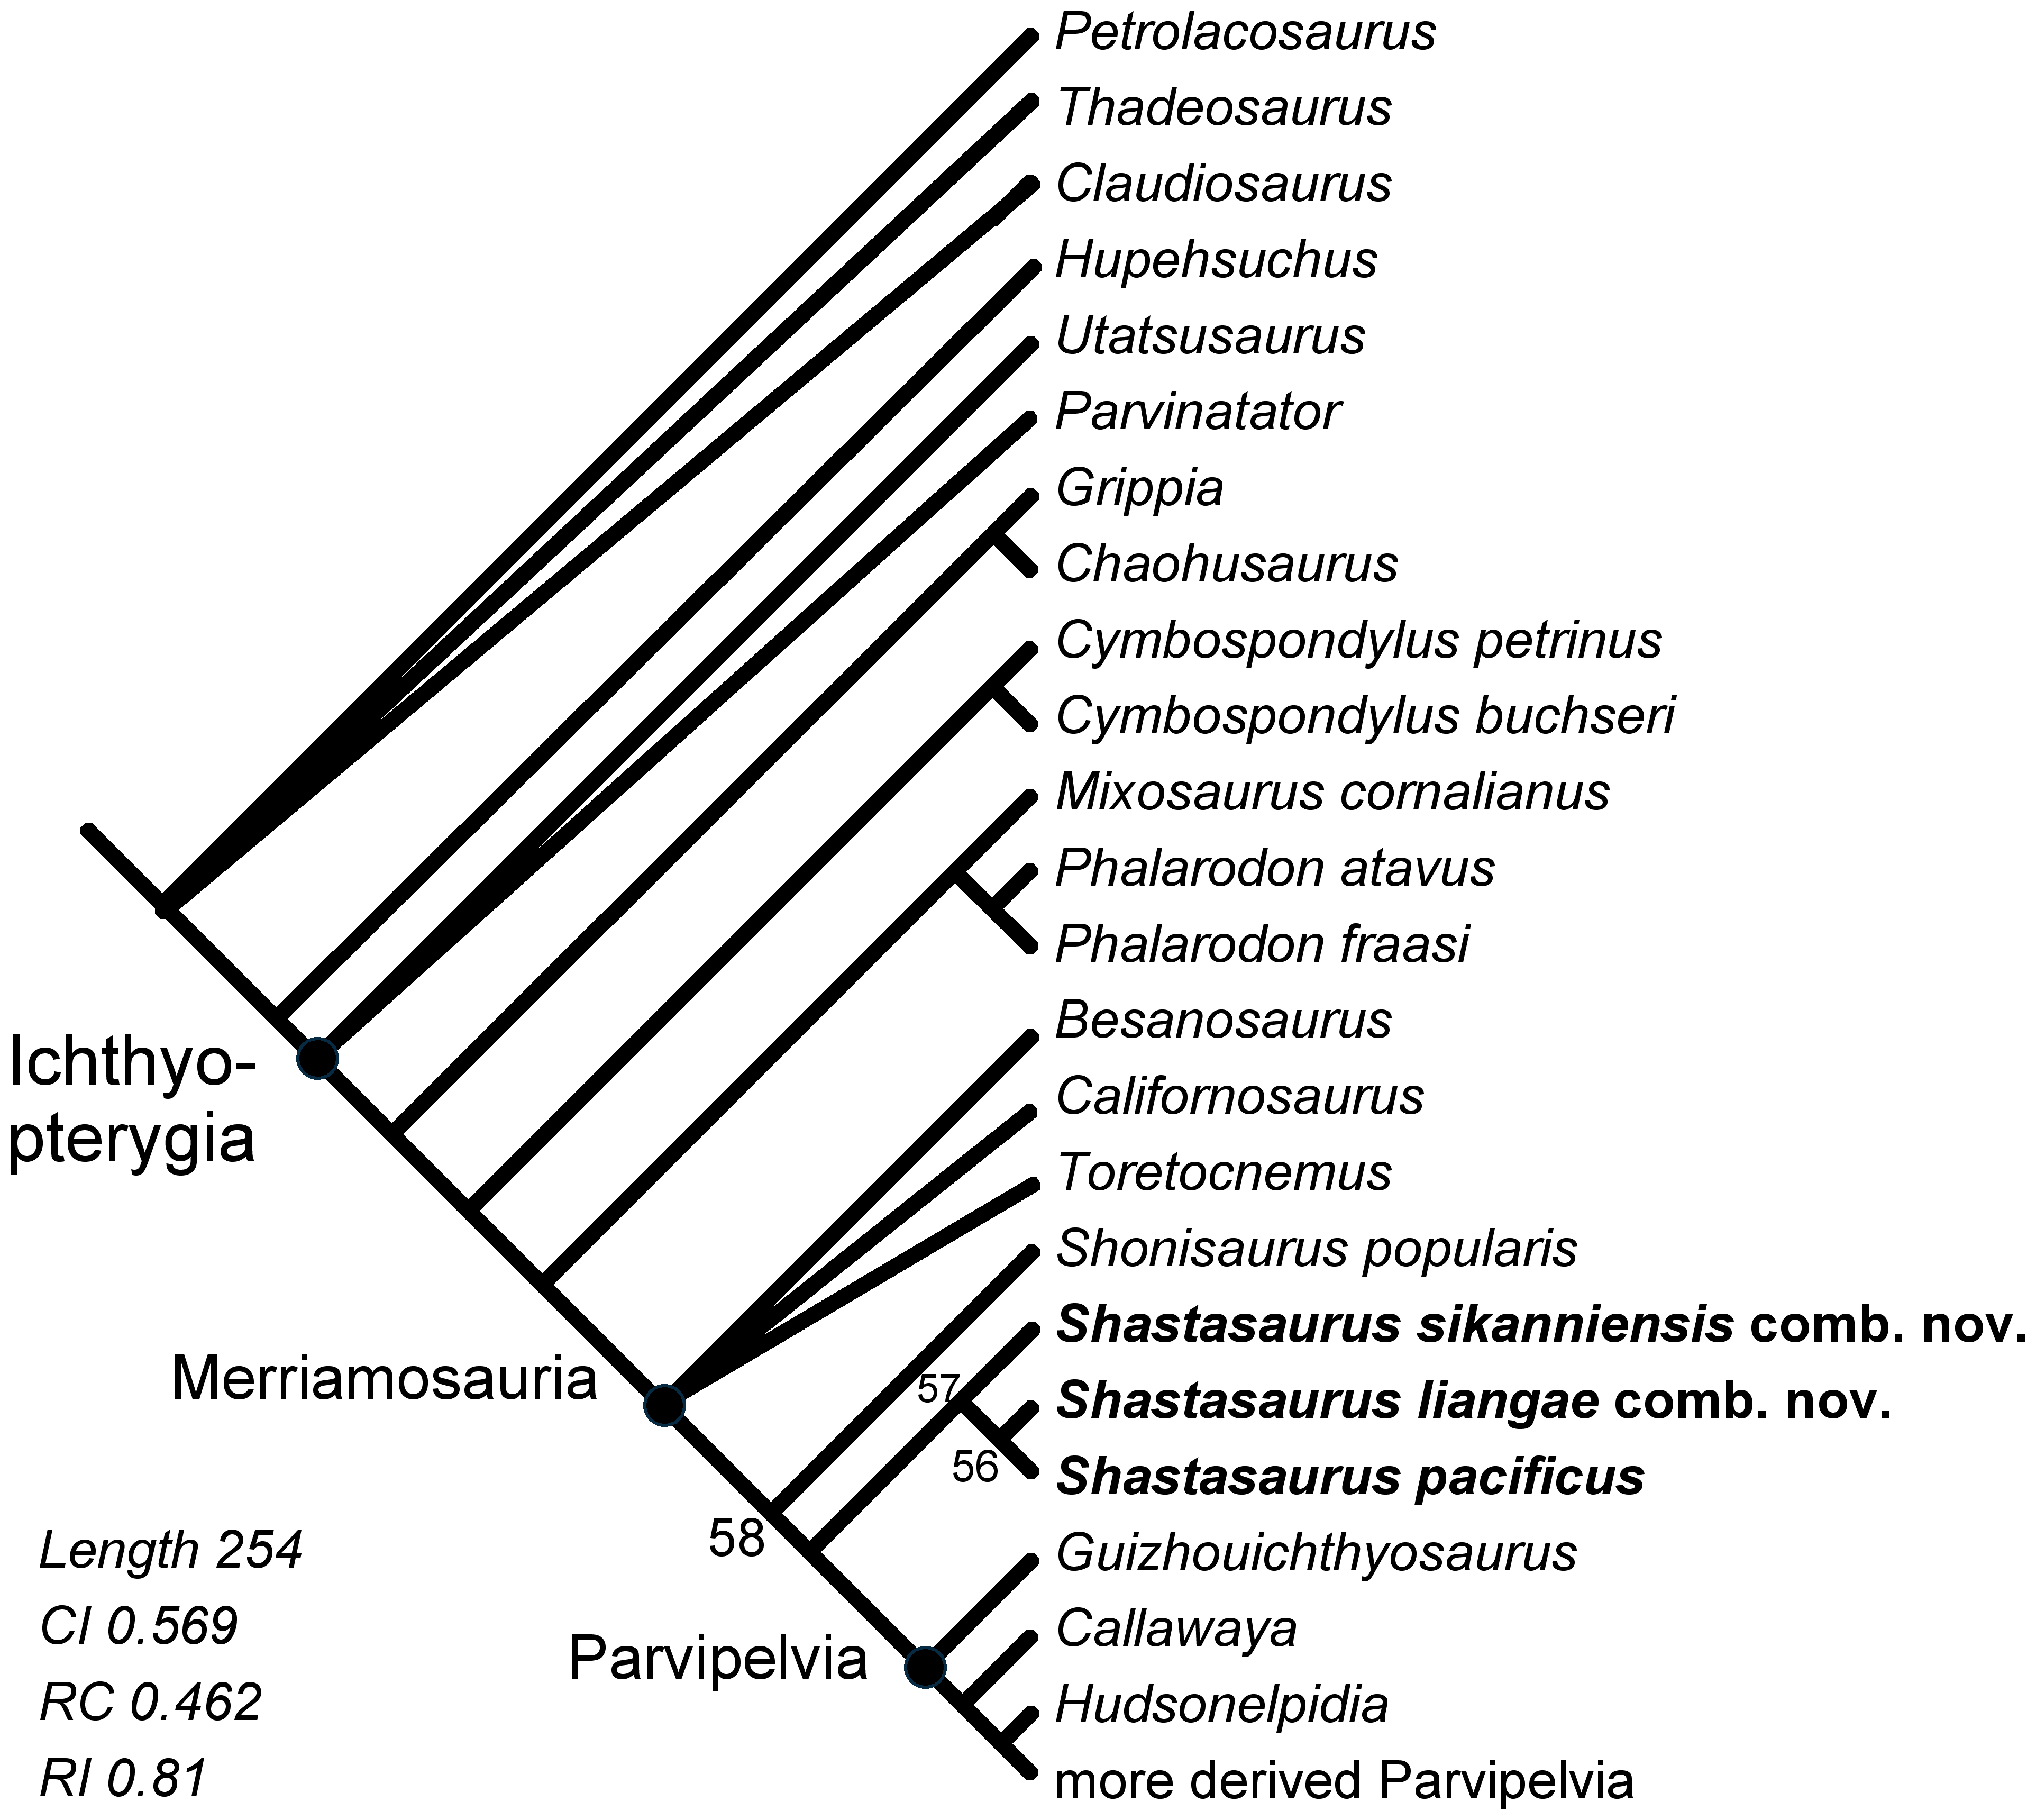 Petrolacosaurus
Thadeosaurus
Claudiosaurus
Hupehsuchus
Utatsusaurus
Parvinatator
Grippia
Chaohusaurus
Cymbospondylus petrinus
Cymbospondylus buchseri
Mixosaurus cornalianus
Phalarodon atavus
Phalarodon fraasi
Besanosaurus
Californosaurus
Toretocnemus
Shonisaurus popularis
Shastasaurus sikanniensis comb. nov.
Shastasaurus liangae comb. nov.
Shastasaurus pacificus
Guizhouichthyosaurus
Callawaya
Hudsonelpidia
more derived Parvipelvia
Ichthyo-
pterygia
Merriamosauria
Parvipelvia
57
56
58
Length 254
CI 0.569
RC 0.462
RI 0.81